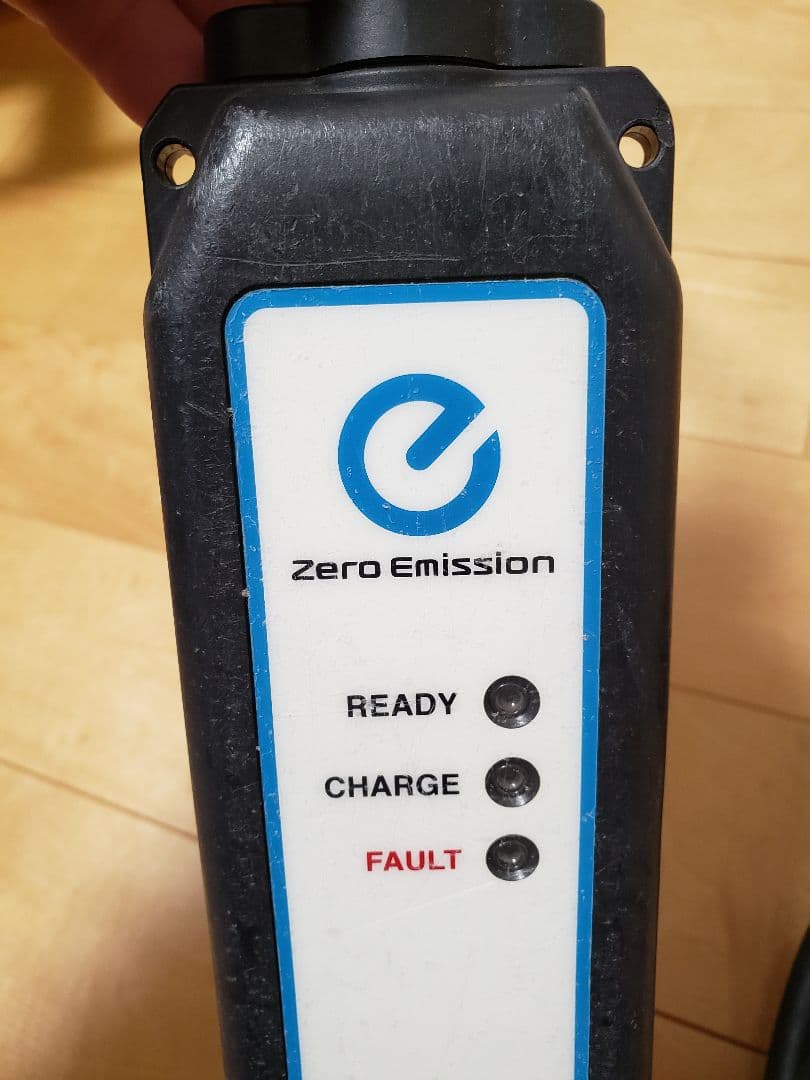 Zero Emission
READY
CHARGE
FAULT